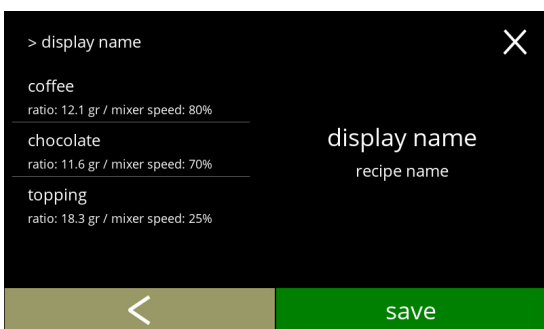 > display name
coffee
ratio: 12.1 gr / mixer speed: 80%
chocolate
ratio: 11.6 gr / mixer speed: 70%
topping
ratio: 18.3 gr / mixer speed: 25%
display name
recipe name
save